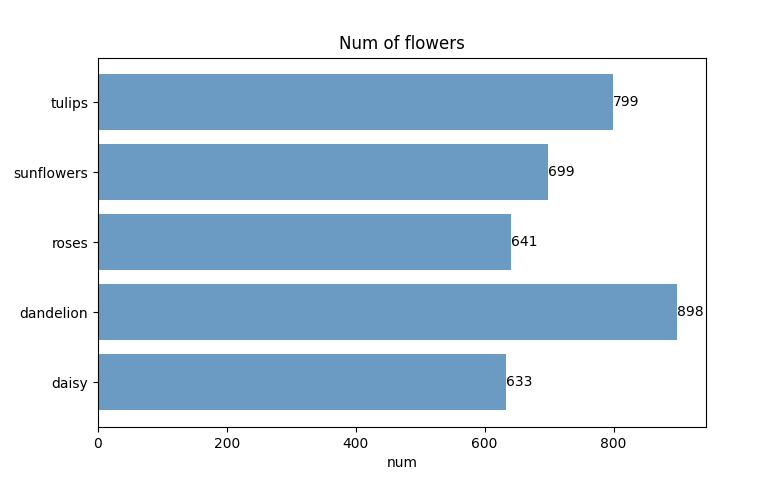 Num of flowers
tulips 799
sunflowers 699
roses 641
dandelion 898
daisy 633
0 200 400 600 800
num